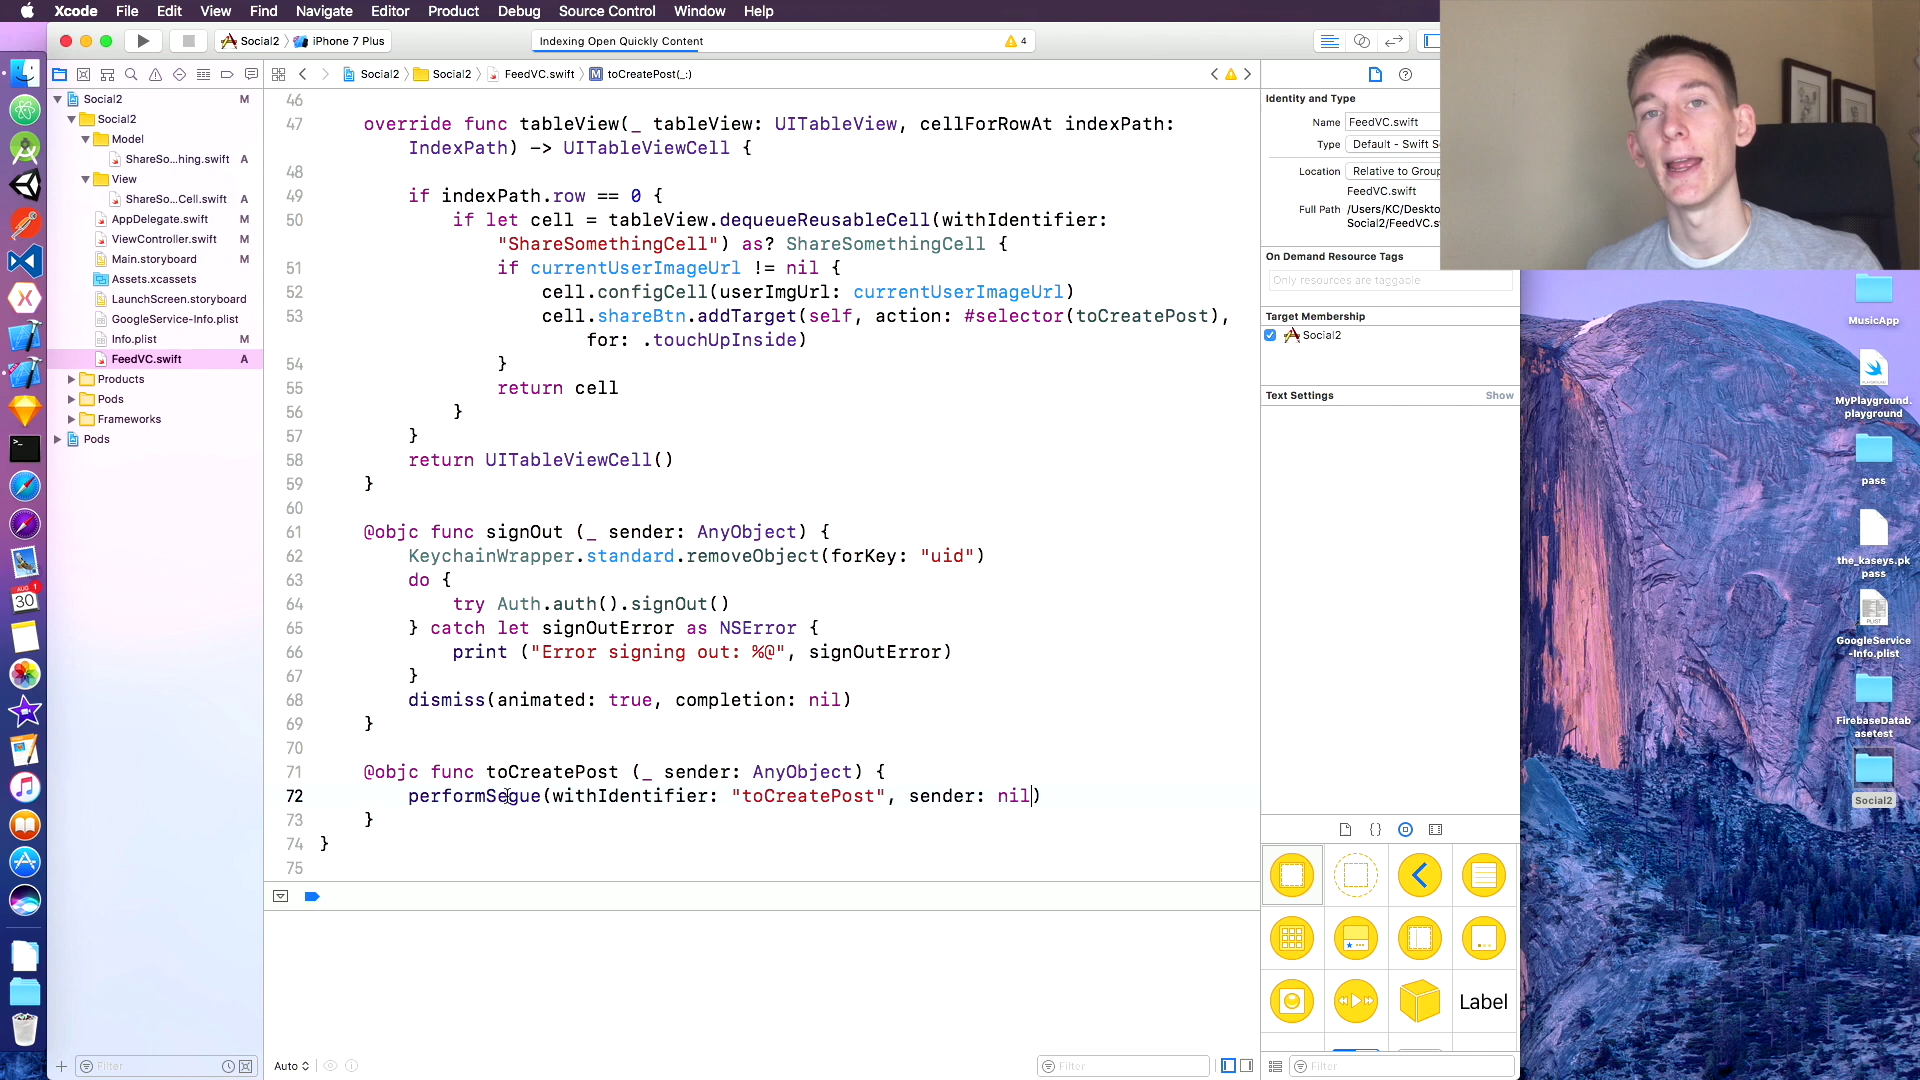 Xcode File Edit View Find Navigate Editor Product Debug Source Control Window Help
Social2 iPhone 7 Plus
Indexing Open Quickly Content
4
Social2 Social2 FeedVC.swift M toCreatePost(_:)
Social2 M
Social2
Model
ShareSo...hing.swift A
View
ShareSo...Cell.swift A
AppDelegate.swift M
ViewController.swift M
Main.storyboard M
Assets.xcassets
LaunchScreen.storyboard
GoogleService-Info.plist
Info.plist M
FeedVC.swift A
Products
Pods
Frameworks
Pods
Filter
46
47 override func tableView(_ tableView: UITableView, cellForRowAt indexPath:
IndexPath) -> UITableViewCell {
48
49 if indexPath.row == 0 {
50 if let cell = tableView.dequeueReusableCell(withIdentifier:
"ShareSomethingCell") as? ShareSomethingCell {
51 if currentUserImageUrl != nil {
52 cell.configCell(userImgUrl: currentUserImageUrl)
53 cell.shareBtn.addTarget(self, action: #selector(toCreatePost),
for: .touchUpInside)
54 }
55 return cell
56 }
57 }
58 return UITableViewCell()
59 }
60
61 @objc func signOut (_ sender: AnyObject) {
62 KeychainWrapper.standard.removeObject(forKey: "uid")
63 do {
64 try Auth.auth().signOut()
65 } catch let signOutError as NSError {
66 print ("Error signing out: %@", signOutError)
67 }
68 dismiss(animated: true, completion: nil)
69 }
70
71 @objc func toCreatePost (_ sender: AnyObject) {
72 performSegue(withIdentifier: "toCreatePost", sender: nil)
73 }
74 }
75
Auto
Filter
Identity and Type
Name FeedVC.swift
Type Default - Swift S
Location Relative to Group
FeedVC.swift
Full Path /Users/KC/Deskto
Social2/FeedVC.s
On Demand Resource Tags
Only resources are taggable
Target Membership
Social2
Text Settings Show
Label
Filter
MusicApp
MyPlayground.
playground
pass
the_kaseys.pk
pass
GoogleService
-Info.plist
FirebaseDatab
asetest
Social2
AUG
1
30
PLAYGROUND
PLIST